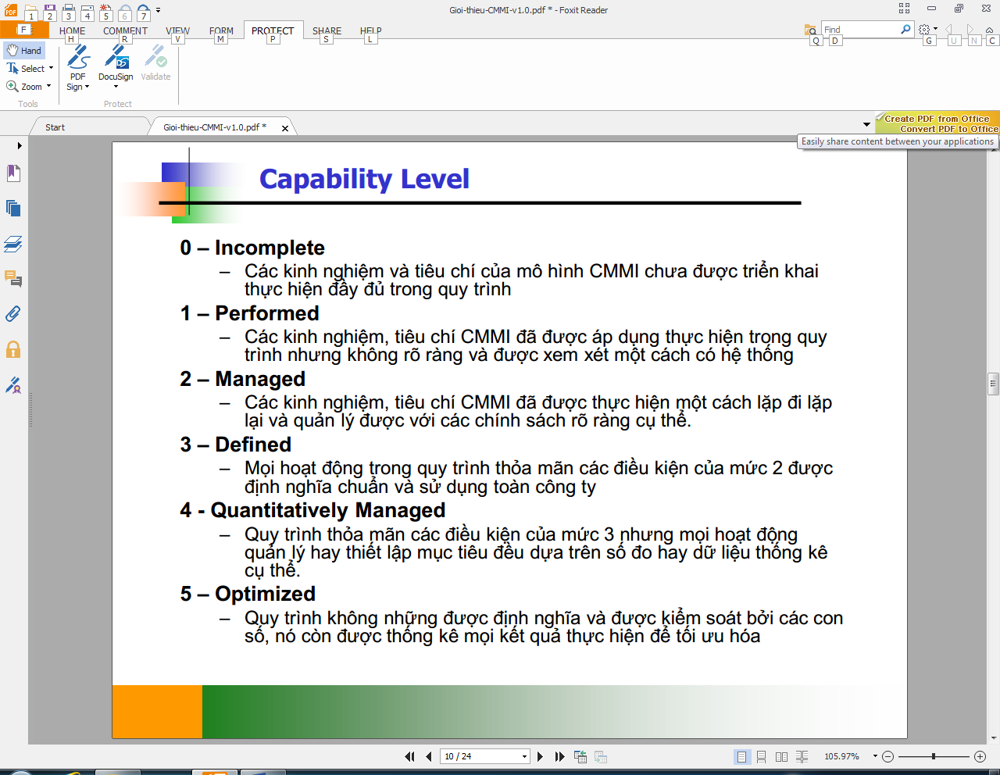 Gioi-thieu-CMMI-v1.0.pdf * - Foxit Reader
PDF
1 2 3 4 5 6 7
F
HOME COMMENT VIEW FORM PROTECT SHARE HELP
Find
H R V M P S L Q D G U N C
Hand
Select
Zoom
Tools
PDF Sign
DocuSign
Validate
Protect
Start
Gioi-thieu-CMMI-v1.0.pdf *
Create PDF from Office
Convert PDF to Office
Easily share content between your applications
Capability Level
0 – Incomplete
– Các kinh nghiệm và tiêu chí của mô hình CMMI chưa được triển khai
thực hiện đầy đủ trong quy trình
1 – Performed
– Các kinh nghiệm, tiêu chí CMMI đã được áp dụng thực hiện trong quy
trình nhưng không rõ ràng và được xem xét một cách có hệ thống
2 – Managed
– Các kinh nghiệm, tiêu chí CMMI đã được thực hiện một cách lặp đi lặp
lại và quản lý được với các chính sách rõ ràng cụ thể.
3 – Defined
– Mọi hoạt động trong quy trình thỏa mãn các điều kiện của mức 2 được
định nghĩa chuẩn và sử dụng toàn công ty
4 - Quantitatively Managed
– Quy trình thỏa mãn các điều kiện của mức 3 nhưng mọi hoạt động
quản lý hay thiết lập mục tiêu đều dựa trên số đo hay dữ liệu thống kê
cụ thể.
5 – Optimized
– Quy trình không những được định nghĩa và được kiểm soát bởi các con
số, nó còn được thống kê mọi kết quả thực hiện để tối ưu hóa
10 / 24
105.97%